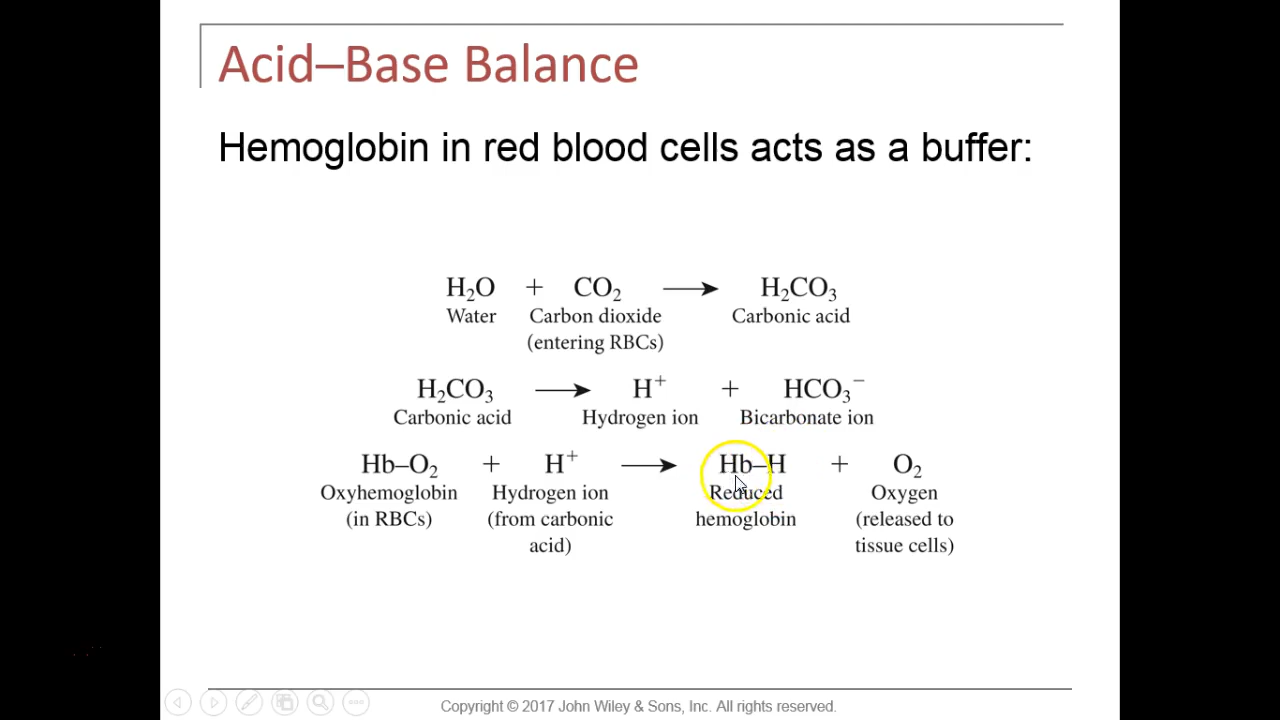 Acid–Base Balance
Hemoglobin in red blood cells acts as a buffer:
H₂O + CO₂ ⟶ H₂CO₃
Water Carbon dioxide Carbonic acid
(entering RBCs)
H₂CO₃ ⟶ H⁺ + HCO₃⁻
Carbonic acid Hydrogen ion Bicarbonate ion
Hb–O₂ + H⁺ ⟶ Hb–H + O₂
Oxyhemoglobin Hydrogen ion Reduced Oxygen
(in RBCs) (from carbonic hemoglobin (released to
acid) tissue cells)
Copyright © 2017 John Wiley & Sons, Inc. All rights reserved.